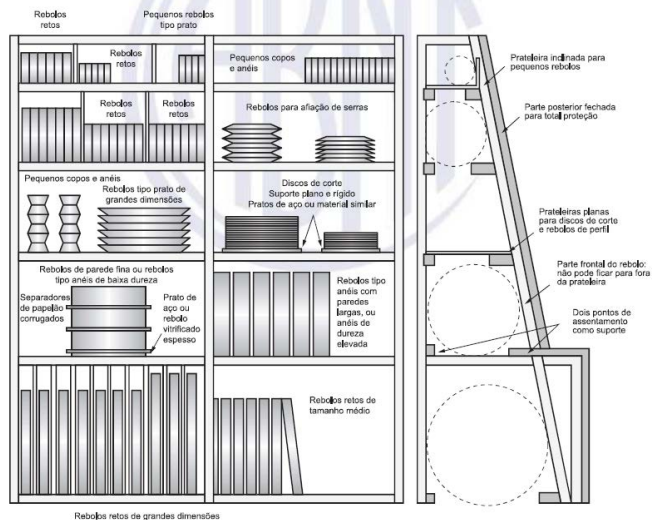 Rebolos
retos
Pequenos rebolos
tipo prato
Rebolos
retos
Pequenos copos
e anéis
Rebolos
retos
Rebolos
retos
Rebolos para afiação de serras
Pequenos copos e anéis
Rebolos tipo prato de
grandes dimensões
Discos de corte
Suporte plano e rígido
Pratos de aço ou material similar
Rebolos de parede fina ou rebolos
tipo anéis de baixa dureza
Separadores
de papelão
corrugados
Prato de
aço ou
rebolo
vitrificado
espesso
Rebolos tipo
anéis com
paredes
largas, ou
anéis de
dureza
elevada
Rebolos retos de
tamanho médio
Rebolos retos de grandes dimensões
Prateleira inclinada para
pequenos rebolos
Parte posterior fechada
para total proteção
Prateleiras planas
para discos de corte
e rebolos de perfil
Parte frontal do rebolo:
não pode ficar para fora
da prateleira
Dois pontos de
assentamento
como suporte